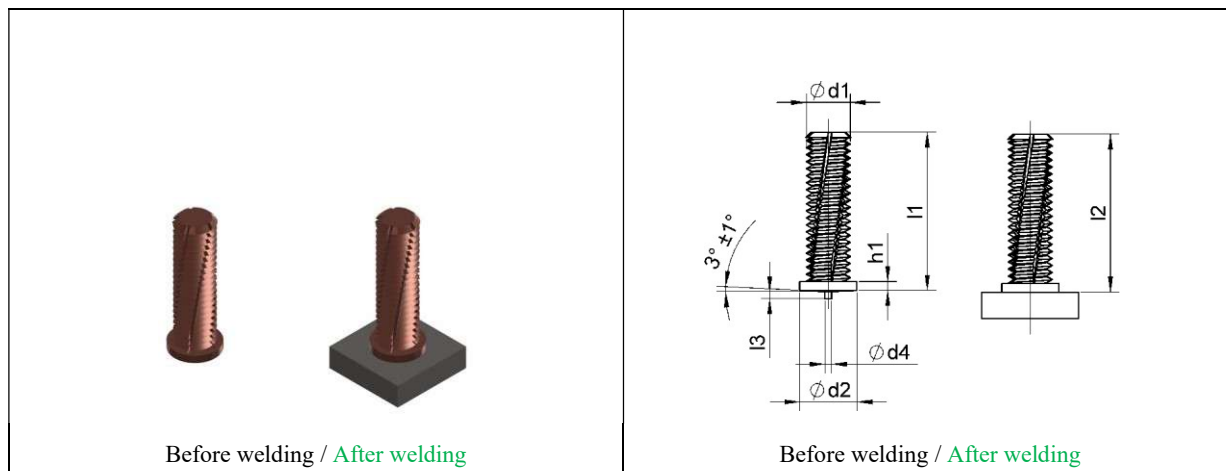 Ø d1
l1
l2
h1
3° ±1°
l3
Ø d4
Ø d2
Before welding / After welding
Before welding / After welding